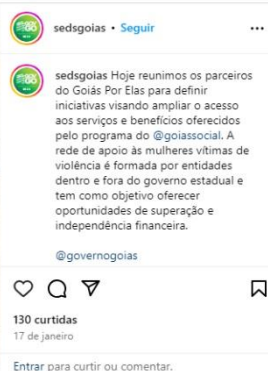 sedsgoias • Seguir
sedsgoias Hoje reunimos os parceiros
do Goiás Por Elas para definir
iniciativas visando ampliar o acesso
aos serviços e benefícios oferecidos
pelo programa do @goiassocial. A
rede de apoio às mulheres vítimas de
violência é formada por entidades
dentro e fora do governo estadual e
tem como objetivo oferecer
oportunidades de superação e
independência financeira.
@governogoias
130 curtidas
17 de janeiro
Entrar para curtir ou comentar.